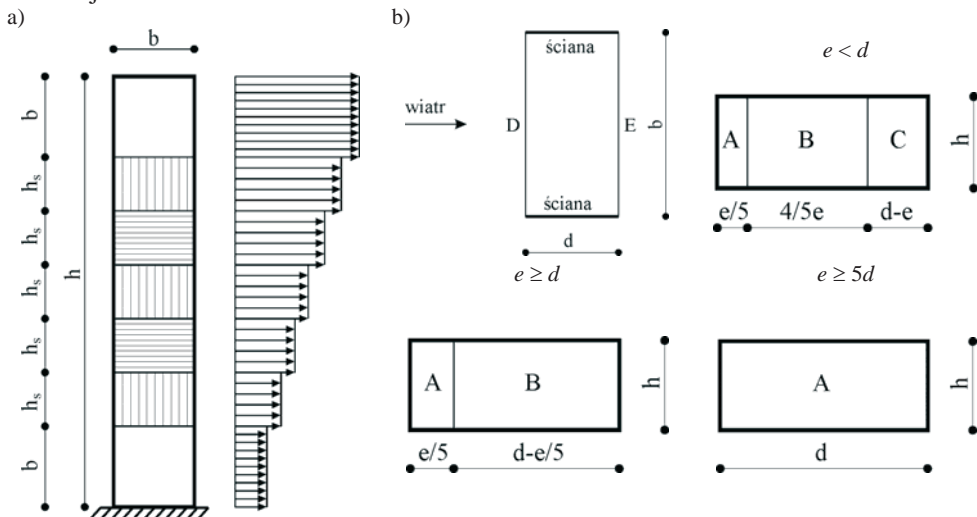 a)
b
b
h_s
h_s
h_s
h_s
h_s
b
h
b)
wiatr
D
ściana
ściana
E
b
d
e < d
A B C
h
e/5 4/5e d-e
e ≥ d
A B
h
e/5 d-e/5
e ≥ 5d
A
h
d